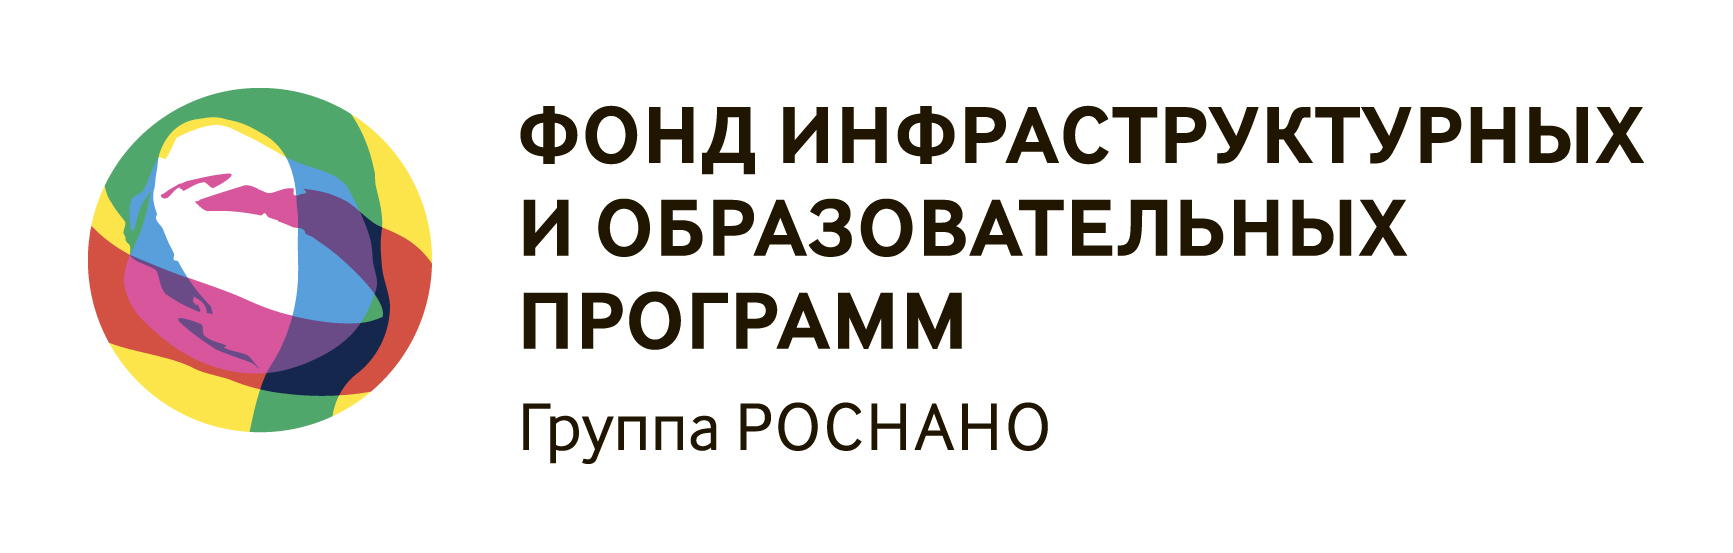 ФОНД ИНФРАСТРУКТУРНЫХ
И ОБРАЗОВАТЕЛЬНЫХ
ПРОГРАММ
Группа РОСНАНО